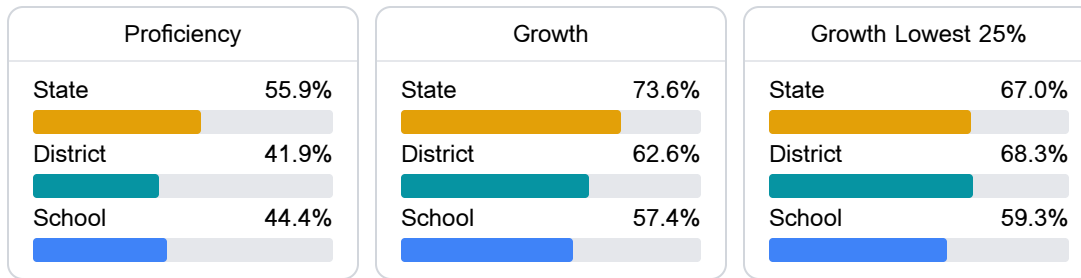 Proficiency
State 55.9%
District 41.9%
School 44.4%
Growth
State 73.6%
District 62.6%
School 57.4%
Growth Lowest 25%
State 67.0%
District 68.3%
School 59.3%